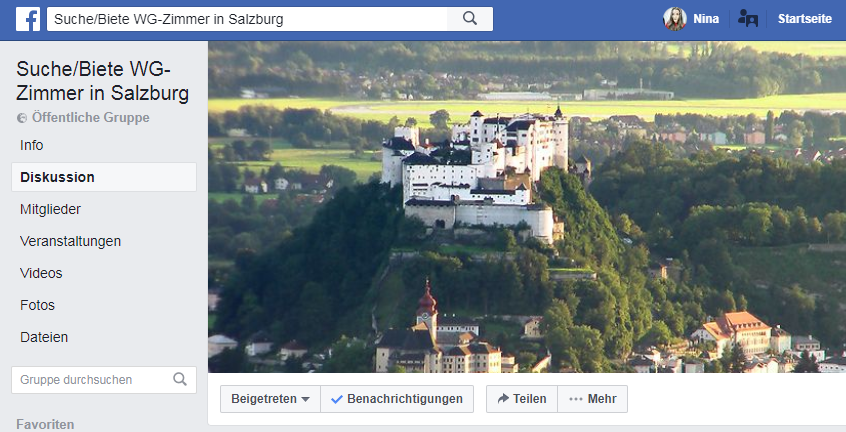 Suche/Biete WG-Zimmer in Salzburg
Nina
Startseite
Suche/Biete WG-
Zimmer in Salzburg
Öffentliche Gruppe
Info
Diskussion
Mitglieder
Veranstaltungen
Videos
Fotos
Dateien
Gruppe durchsuchen
Favoriten
Beigetreten
Benachrichtigungen
Teilen
Mehr